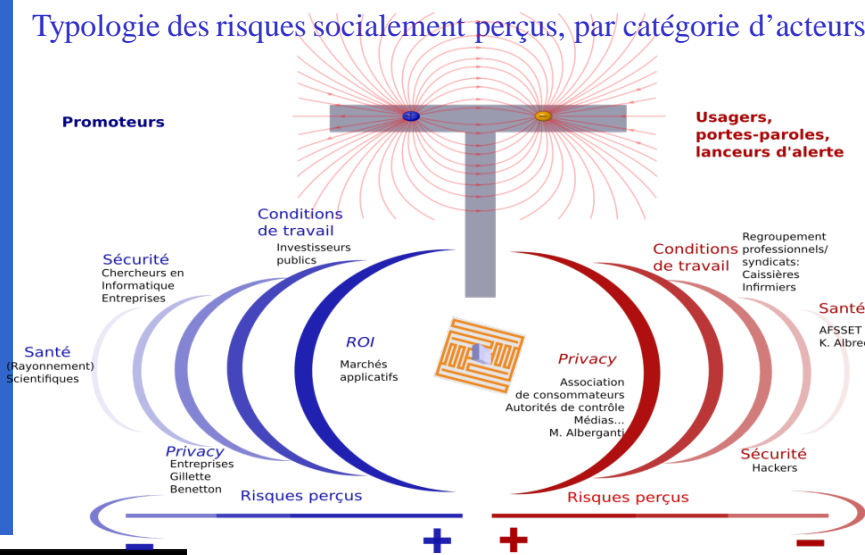 Typologie des risques socialement perçus, par catégorie d’acteurs
Promoteurs
Usagers,
portes-paroles,
lanceurs d'alerte
Conditions
de travail
Investisseurs
publics
Sécurité
Chercheurs en
Informatique
Entreprises
Santé
(Rayonnement)
Scientifiques
ROI
Marchés
applicatifs
Privacy
Entreprises
Gillette
Benetton
Risques perçus
–
+
Privacy
Association
de consommateurs
Autorités de contrôle
Médias...
M. Alberganti
Conditions
de travail
Regroupement
professionnels/
syndicats:
Caissières
Infirmiers
Santé
AFSSET
K.
Sécurité
Hackers
Risques perçus
+
–